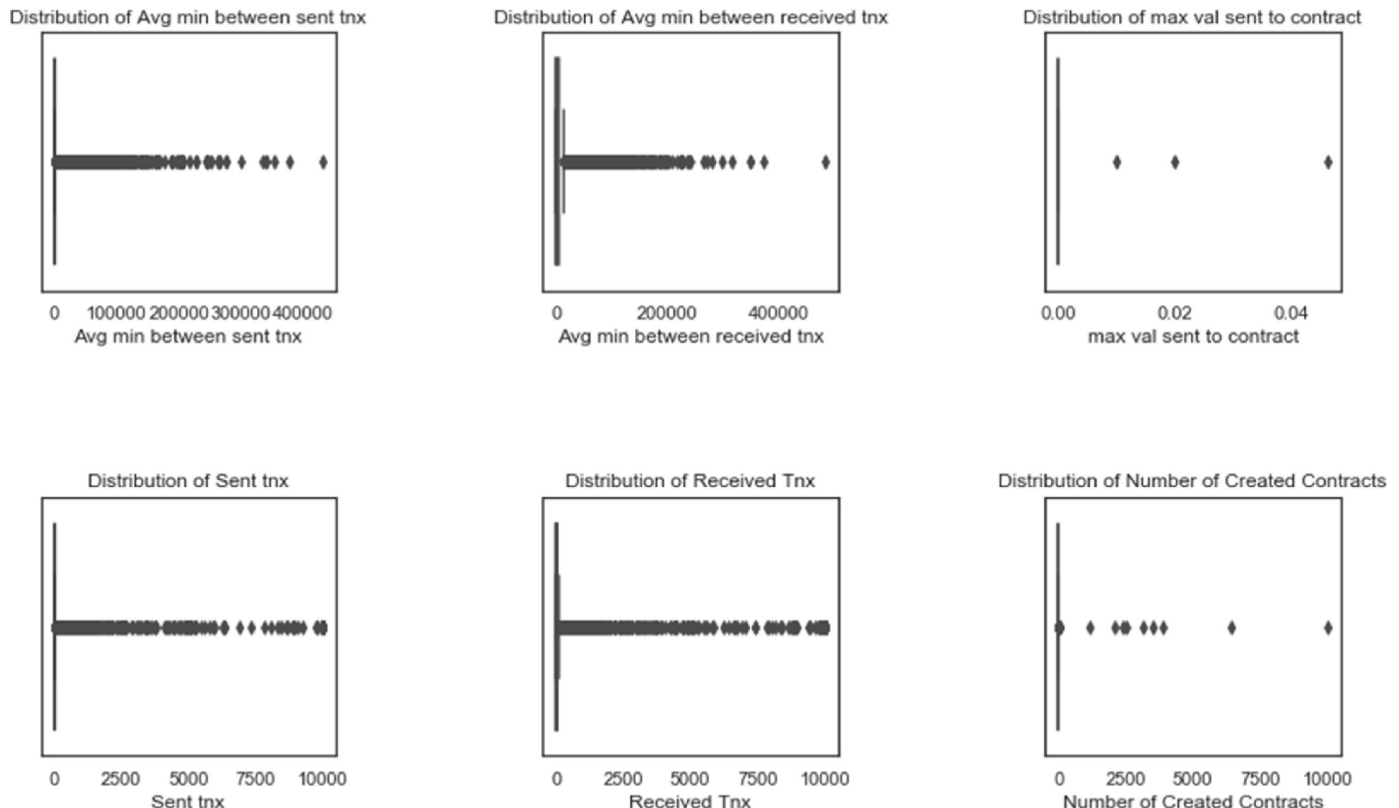 Distribution of Avg min between sent tnx
Distribution of Avg min between received tnx
Distribution of max val sent to contract
0 100000 200000 300000 400000
0 200000 400000
0.00 0.02 0.04
Avg min between sent tnx
Avg min between received tnx
max val sent to contract
Distribution of Sent tnx
Distribution of Received Tnx
Distribution of Number of Created Contracts
0 2500 5000 7500 10000
0 2500 5000 7500 10000
0 2500 5000 7500 10000
Sent tnx
Received Tnx
Number of Created Contracts